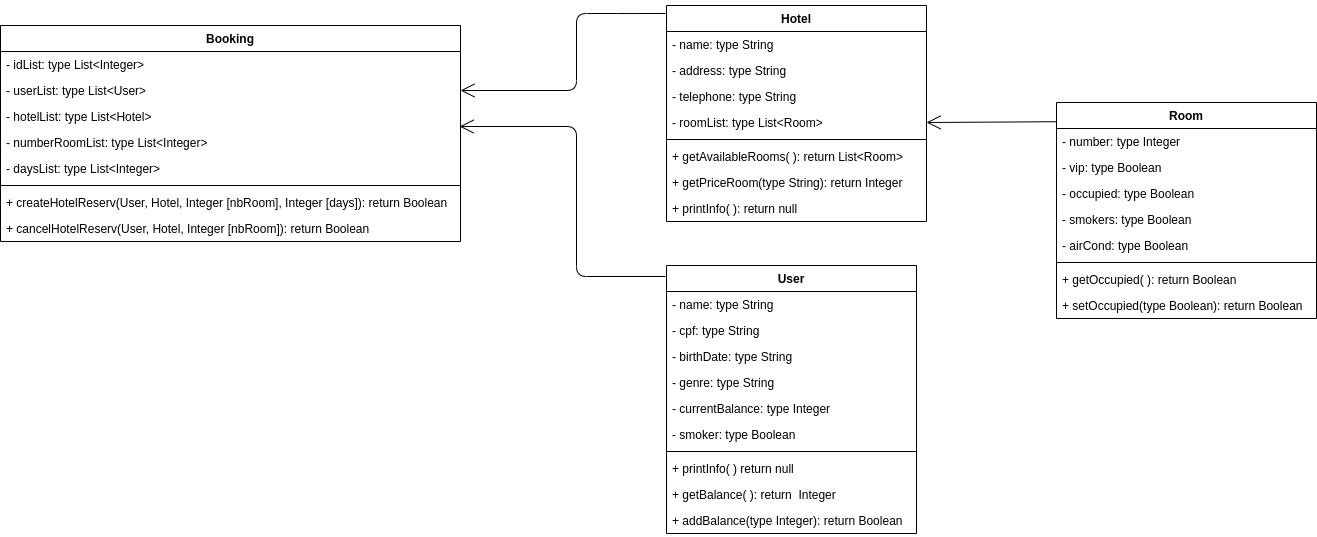 Booking
- idList: type List<Integer>
- userList: type List<User>
- hotelList: type List<Hotel>
- numberRoomList: type List<Integer>
- daysList: type List<Integer>
+ createHotelReserv(User, Hotel, Integer [nbRoom], Integer [days]): return Boolean
+ cancelHotelReserv(User, Hotel, Integer [nbRoom]): return Boolean
Hotel
- name: type String
- address: type String
- telephone: type String
- roomList: type List<Room>
+ getAvailableRooms( ): return List<Room>
+ getPriceRoom(type String): return Integer
+ printInfo( ): return null
User
- name: type String
- cpf: type String
- birthDate: type String
- genre: type String
- currentBalance: type Integer
- smoker: type Boolean
+ printInfo( ) return null
+ getBalance( ): return  Integer
+ addBalance(type Integer): return Boolean
Room
- number: type Integer
- vip: type Boolean
- occupied: type Boolean
- smokers: type Boolean
- airCond: type Boolean
+ getOccupied( ): return Boolean
+ setOccupied(type Boolean): return Boolean